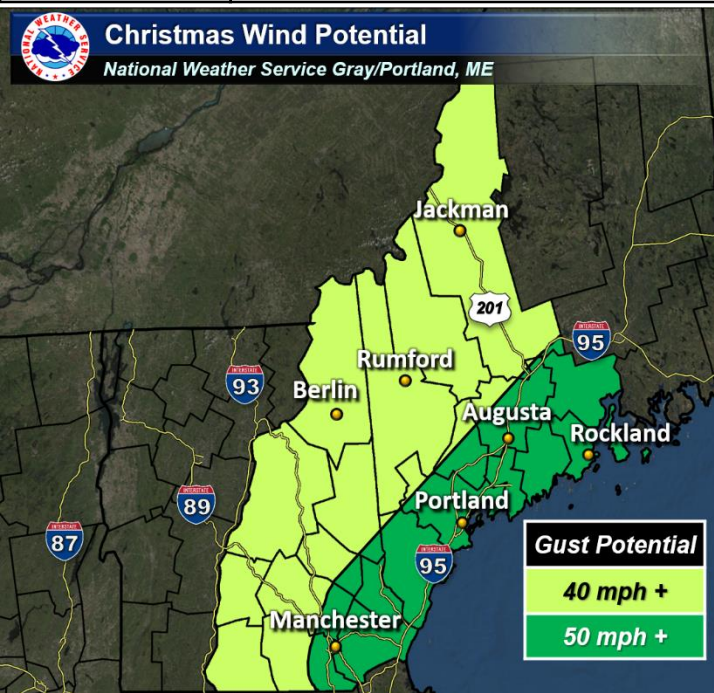 NATIONAL WEATHER SERVICE
Christmas Wind Potential
National Weather Service Gray/Portland, ME
Jackman
201
INTERSTATE
95
Rumford
INTERSTATE
93
Berlin
Augusta
Rockland
INTERSTATE
89
Portland
INTERSTATE
87
INTERSTATE
95
Manchester
Gust Potential
40 mph +
50 mph +